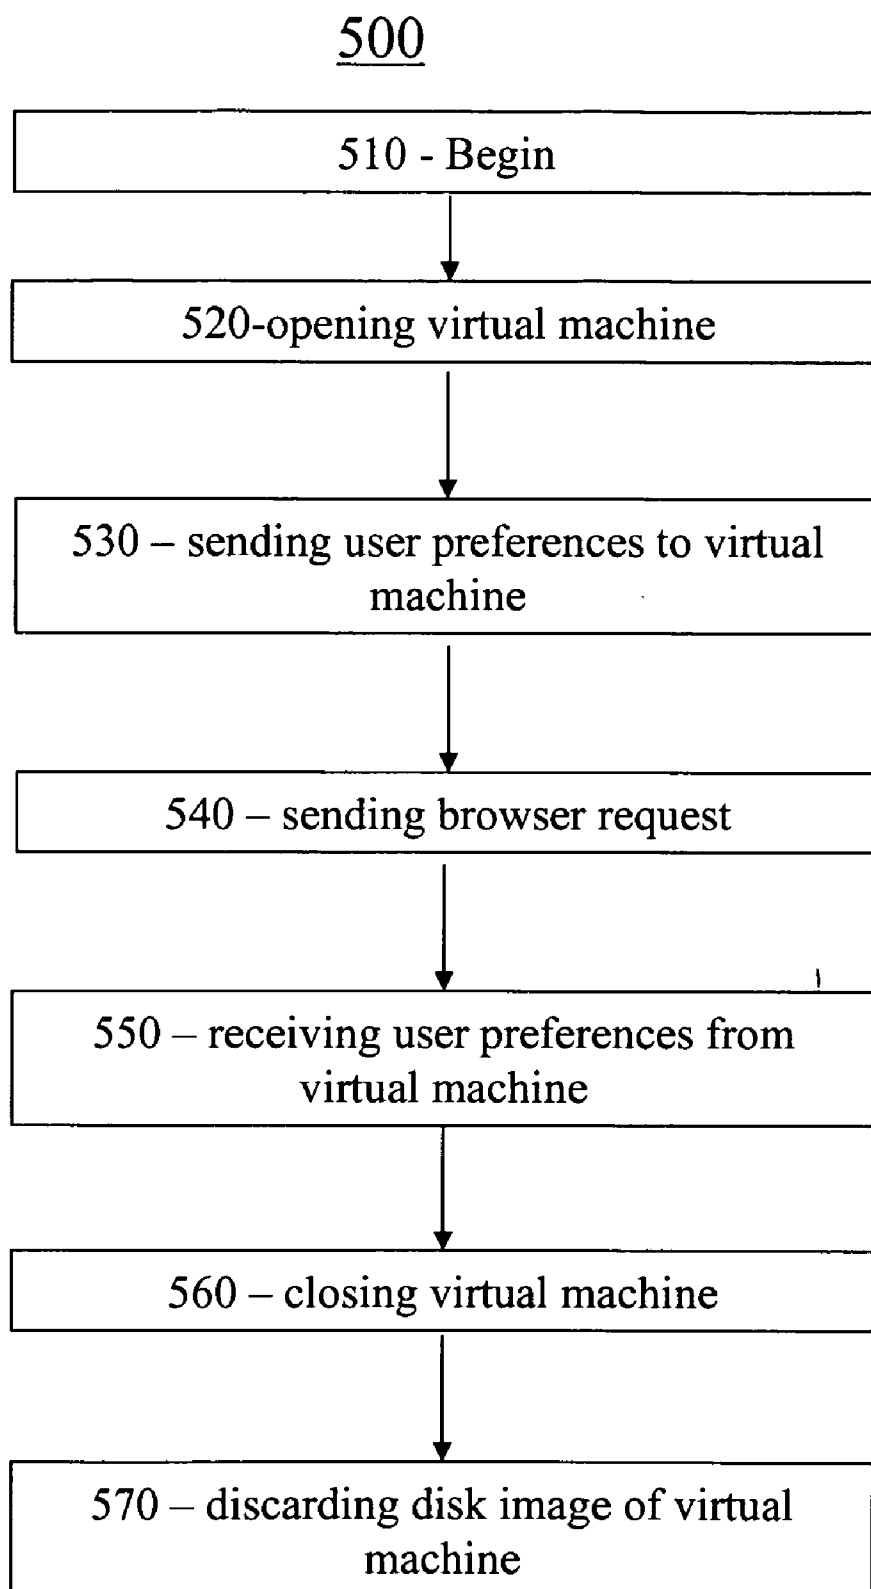 500
510 - Begin
520-opening virtual machine
530 – sending user preferences to virtual
machine
540 – sending browser request
550 – receiving user preferences from
virtual machine
560 – closing virtual machine
570 – discarding disk image of virtual
machine